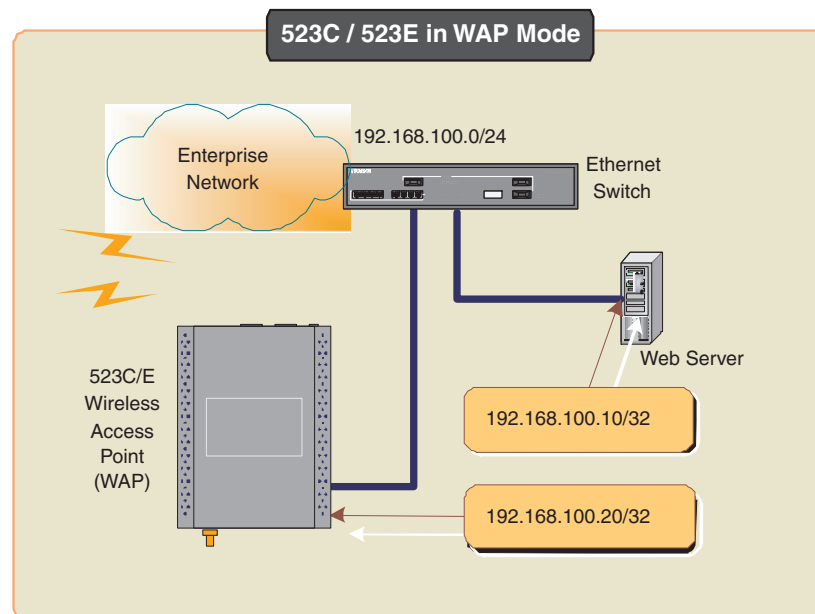 523C / 523E in WAP Mode
192.168.100.0/24
Enterprise
Network
Ethernet
Switch
Web Server
523C/E
Wireless
Access
Point
(WAP)
192.168.100.10/32
192.168.100.20/32